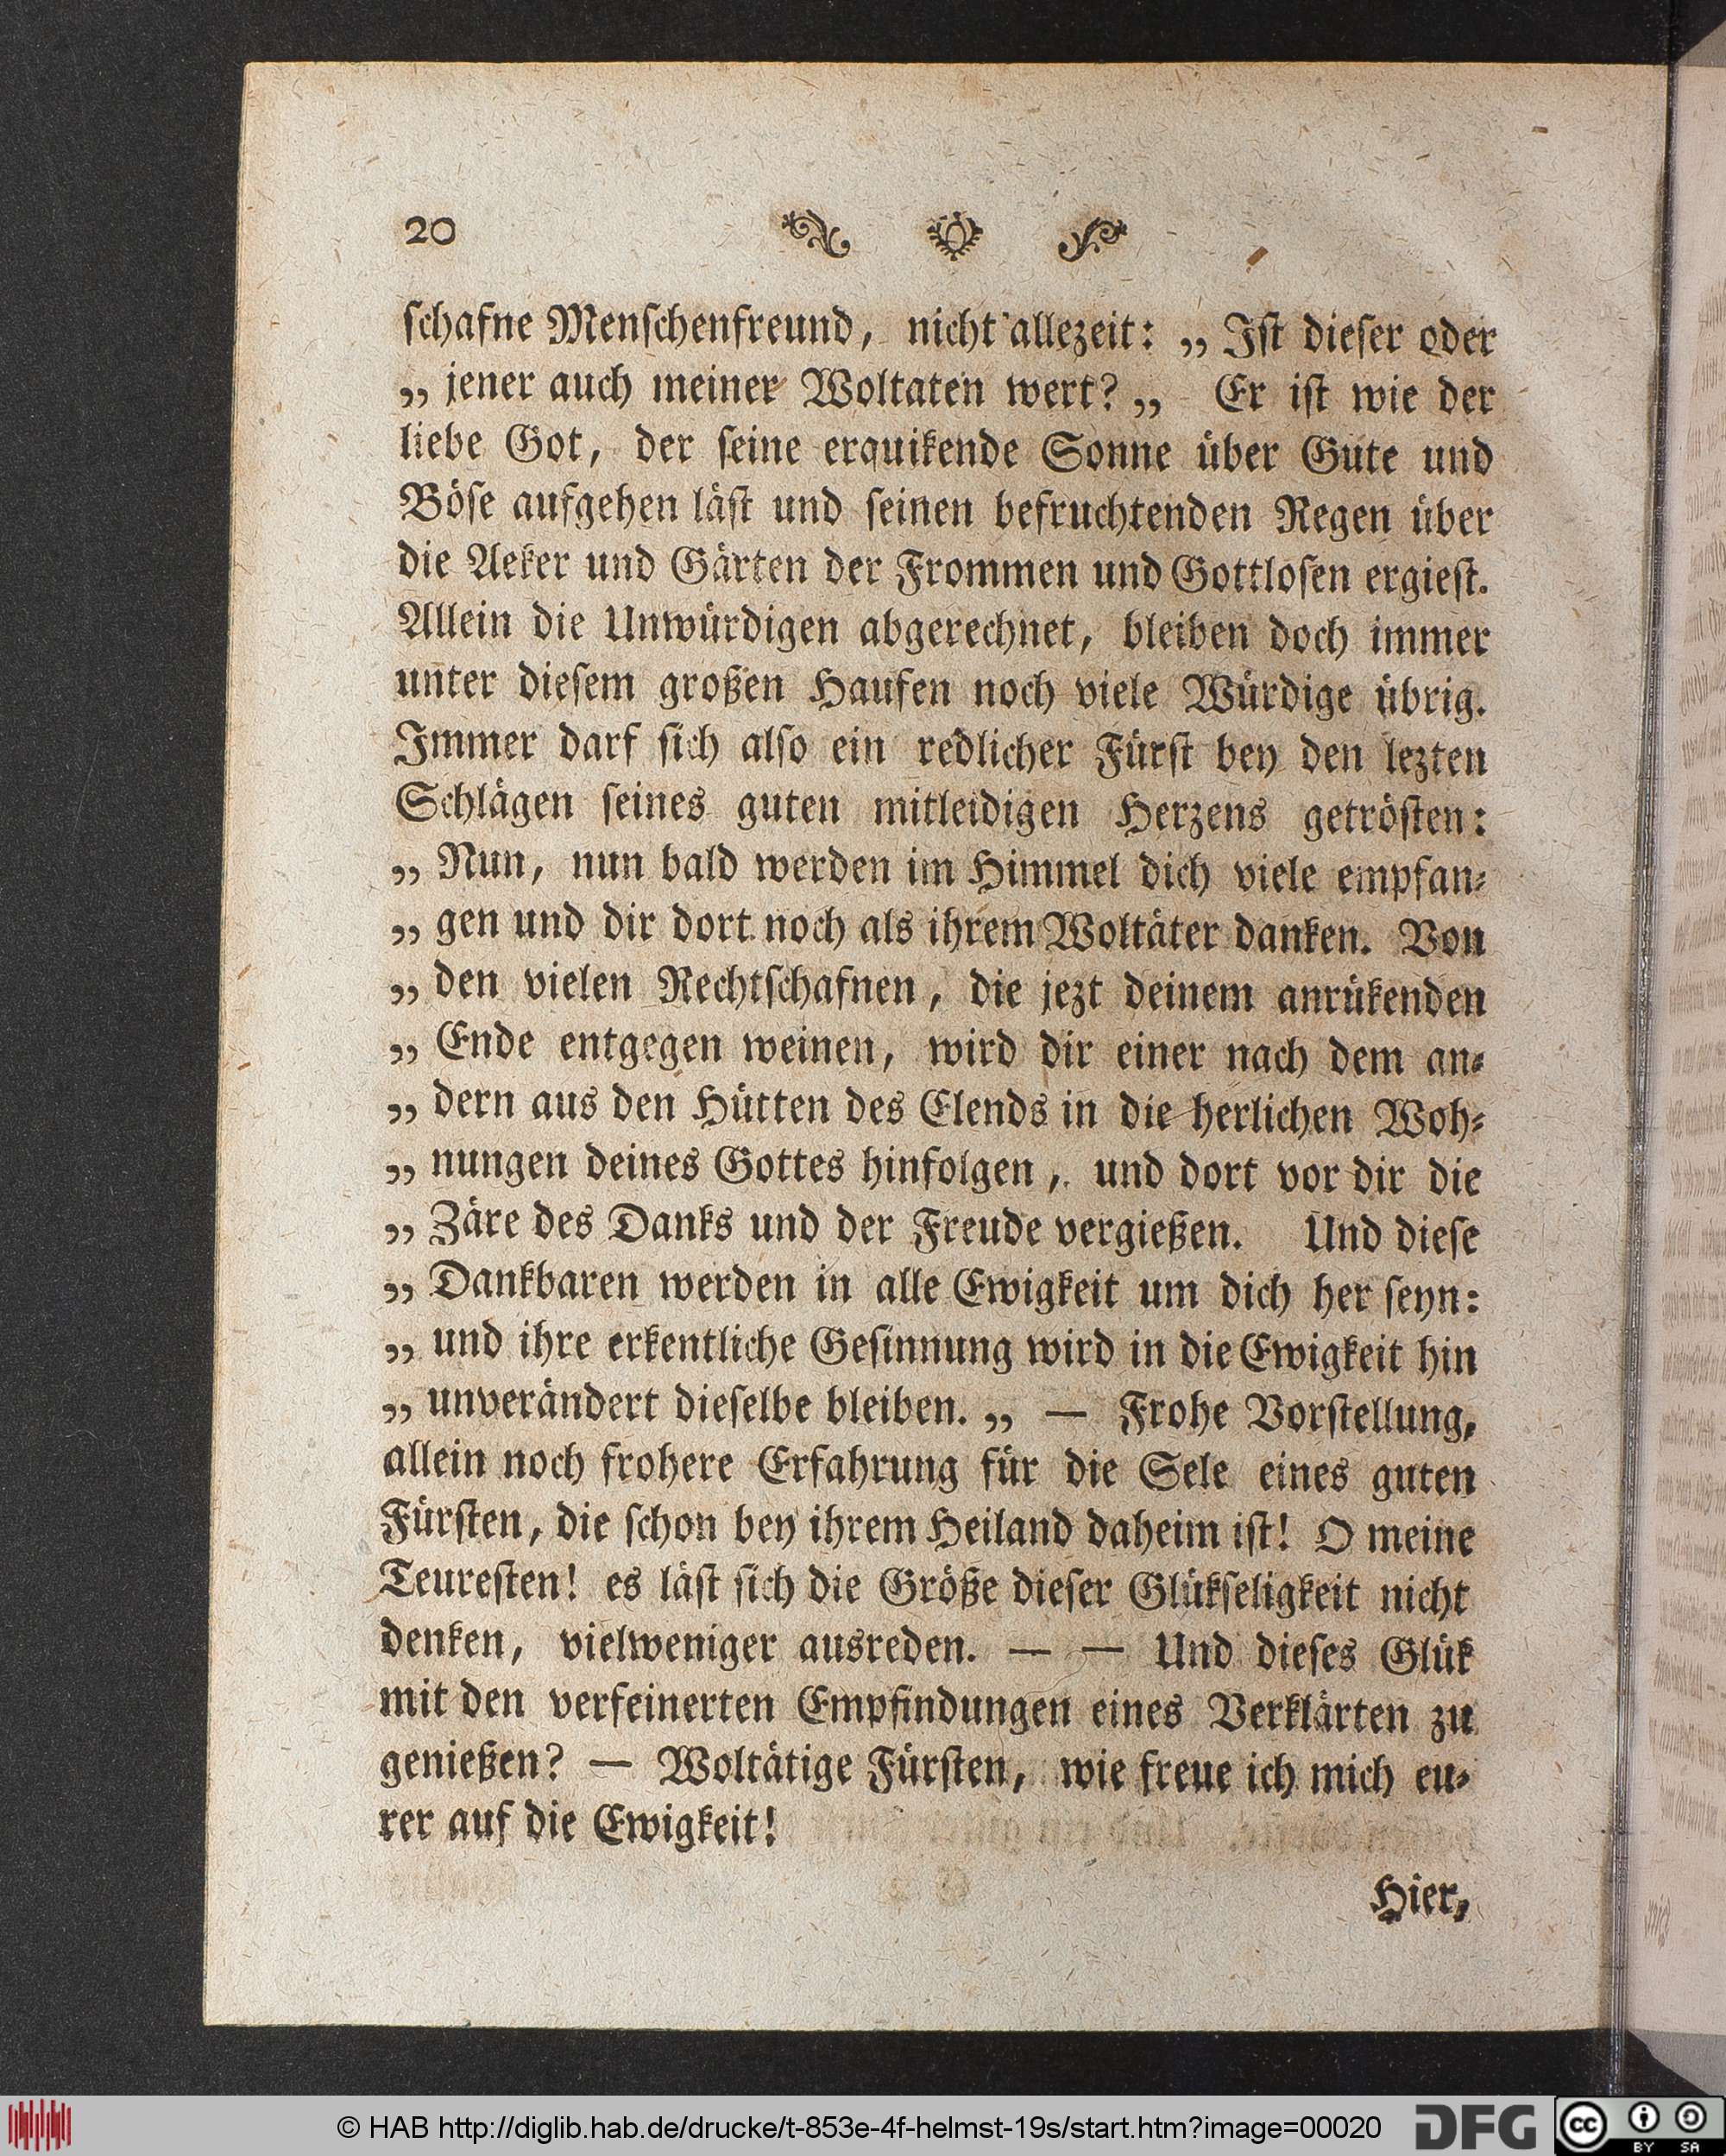 20
ſchafne Menſchenfreund, nicht allezeit: „ Iſt dieſer oder
„ jener auch meiner Woltaten wert? „ Er iſt wie der
liebe Got, der ſeine erquikende Sonne über Gute und
Böſe aufgehen läſt und ſeinen befruchtenden Regen über
die Aeker und Gärten der Frommen und Gottloſen ergieſt.
Allein die Unwürdigen abgerechnet, bleiben doch immer
unter dieſem großen Haufen noch viele Würdige übrig.
Immer darf ſich alſo ein redlicher Fürſt bey den lezten
Schlägen ſeines guten mitleidigen Herzens getröſten:
„ Nun, nun bald werden im Himmel dich viele empfan⸗
„ gen und dir dort noch als ihrem Woltäter danken. Von
„ den vielen Rechtſchafnen, die jezt deinem anrükenden
„ Ende entgegen weinen, wird dir einer nach dem an⸗
„ dern aus den Hütten des Elends in die herlichen Woh⸗
„ nungen deines Gottes hinfolgen, und dort vor dir die
„ Zäre des Danks und der Freude vergießen. Und dieſe
„ Dankbaren werden in alle Ewigkeit um dich her ſeyn:
„ und ihre erkentliche Geſinnung wird in die Ewigkeit hin
„ unverändert dieſelbe bleiben. „ — Frohe Vorſtellung,
allein noch frohere Erfahrung für die Sele eines guten
Fürſten, die ſchon bey ihrem Heiland daheim iſt! O meine
Teureſten! es läſt ſich die Größe dieſer Glükſeligkeit nicht
denken, vielweniger ausreden. — — Und dieſes Glük
mit den verfeinerten Empfindungen eines Verklärten zu
genießen? — Woltätige Fürſten, wie freue ich mich eu⸗
rer auf die Ewigkeit!
Hier,
© HAB http://diglib.hab.de/drucke/t-853e-4f-helmst-19s/start.htm?image=00020
DFG
cc BY SA